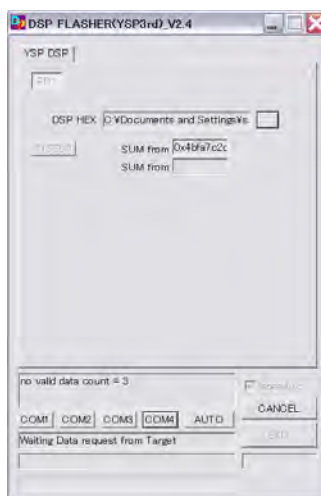 DSP FLASHER(YSP3rd)_V2.4
YSP DSP
DSP HEX C:¥Documents and Settings¥s
SUM from 0x4bfa7c2c
SUM from
no valid data count = 3
COM1 COM2 COM3 COM4 AUTO
CANCEL
Waiting Data request from Target